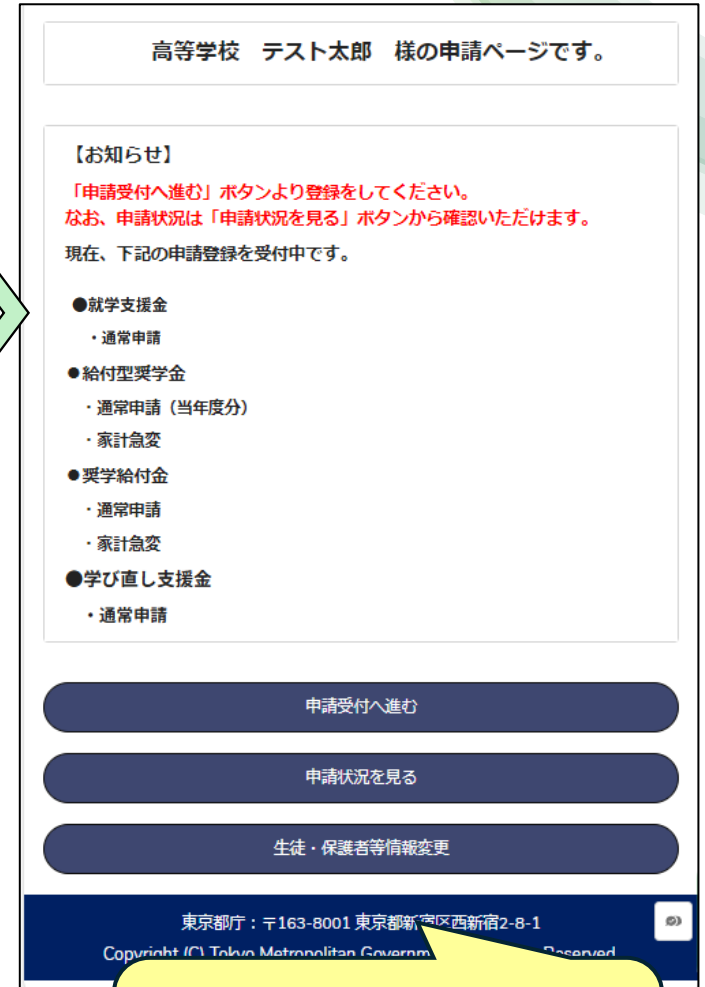 高等学校　テスト太郎　様の申請ページです。
【お知らせ】
「申請受付へ進む」ボタンより登録をしてください。
なお、申請状況は「申請状況を見る」ボタンから確認いただけます。
現在、下記の申請登録を受付中です。
●就学支援金
・通常申請
●給付型奨学金
・通常申請（当年度分）
・家計急変
●奨学給付金
・通常申請
・家計急変
●学び直し支援金
・通常申請
申請受付へ進む
申請状況を見る
生徒・保護者等情報変更
東京都庁：〒163-8001 東京都新宿区西新宿2-8-1
Copyright (C) Tokyo Metropolitan Reserved